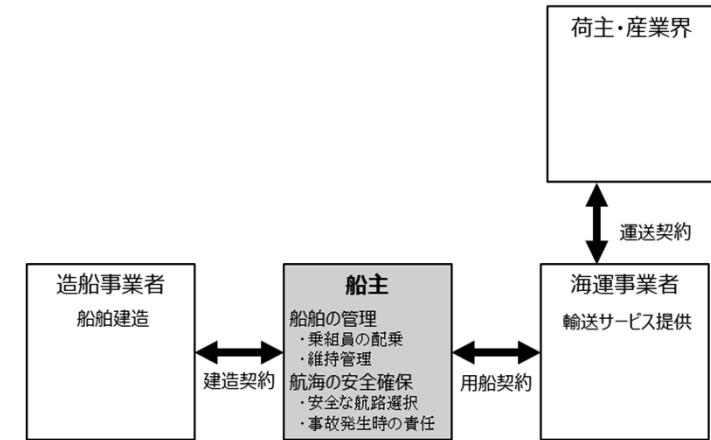 荷主・産業界
運送契約
造船事業者
船舶建造
建造契約
船主
船舶の管理
・乗組員の配乗
・維持管理
航海の安全確保
・安全な航路選択
・事故発生時の責任
用船契約
海運事業者
輸送サービス提供